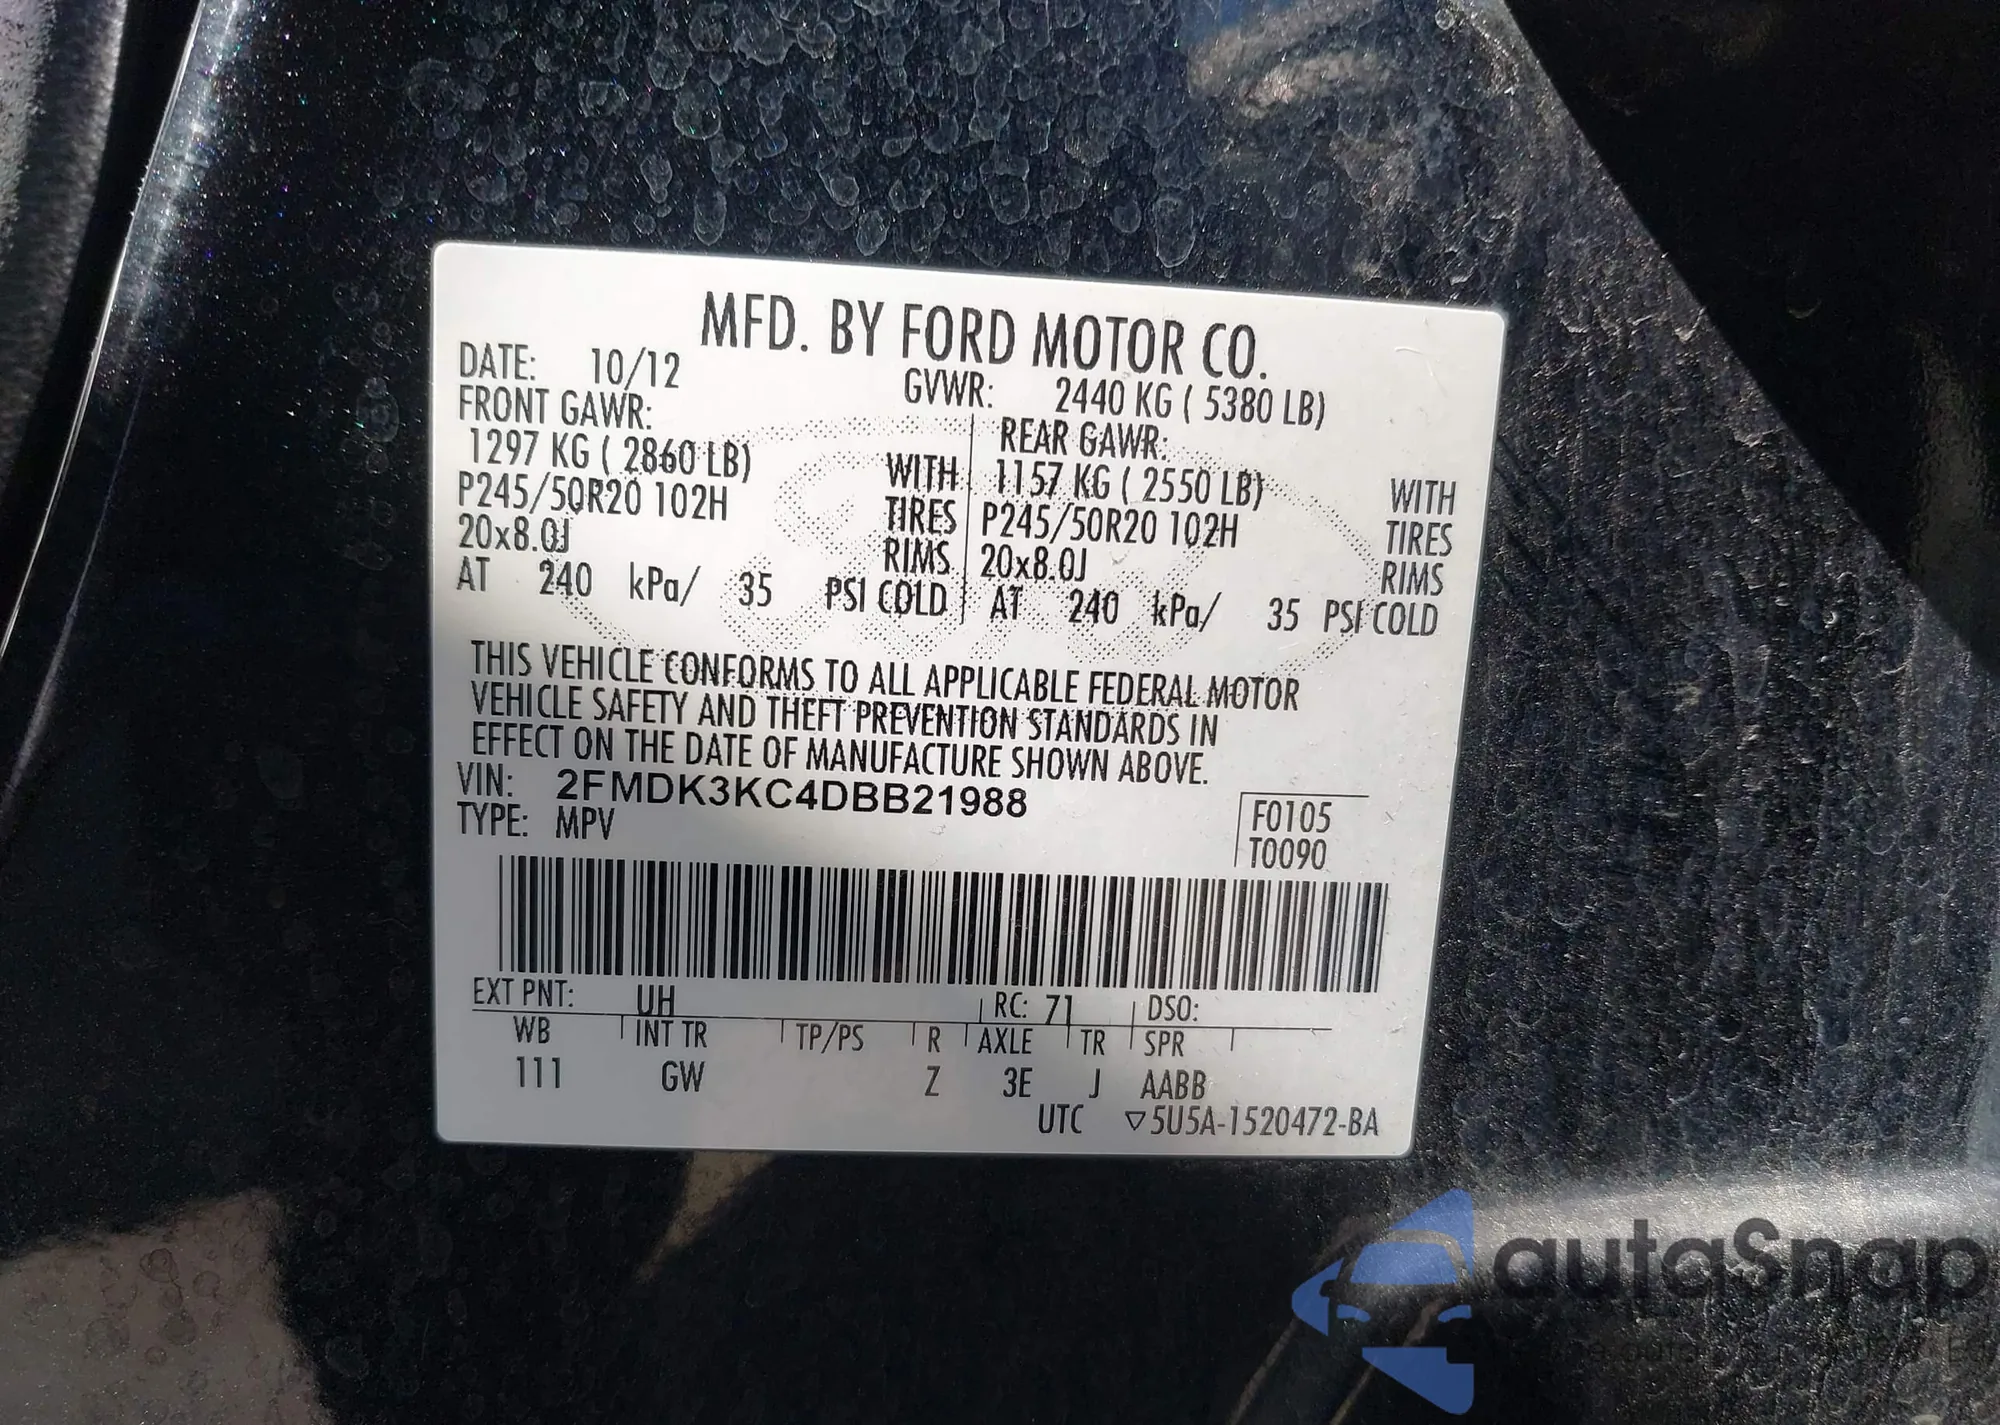 MFD. BY FORD MOTOR CO.
DATE: 10/12 GVWR: 2440 KG ( 5380 LB)
FRONT GAWR: REAR GAWR:
1297 KG ( 2860 LB) WITH 1157 KG ( 2550 LB) WITH
P245/50R20 102H TIRES P245/50R20 102H TIRES
20x8.0J RIMS 20x8.0J RIMS
AT 240 kPa/ 35 PSI COLD AT 240 kPa/ 35 PSI COLD
THIS VEHICLE CONFORMS TO ALL APPLICABLE FEDERAL MOTOR
VEHICLE SAFETY AND THEFT PREVENTION STANDARDS IN
EFFECT ON THE DATE OF MANUFACTURE SHOWN ABOVE.
VIN: 2FMDK3KC4DBB21988
TYPE: MPV
F0105
T0090
EXT PNT: UH RC: 71 DSO:
WB INT TR TP/PS R AXLE TR SPR
111 GW Z 3E J AABB
UTC ▽5U5A-1520472-BA
autaSnap